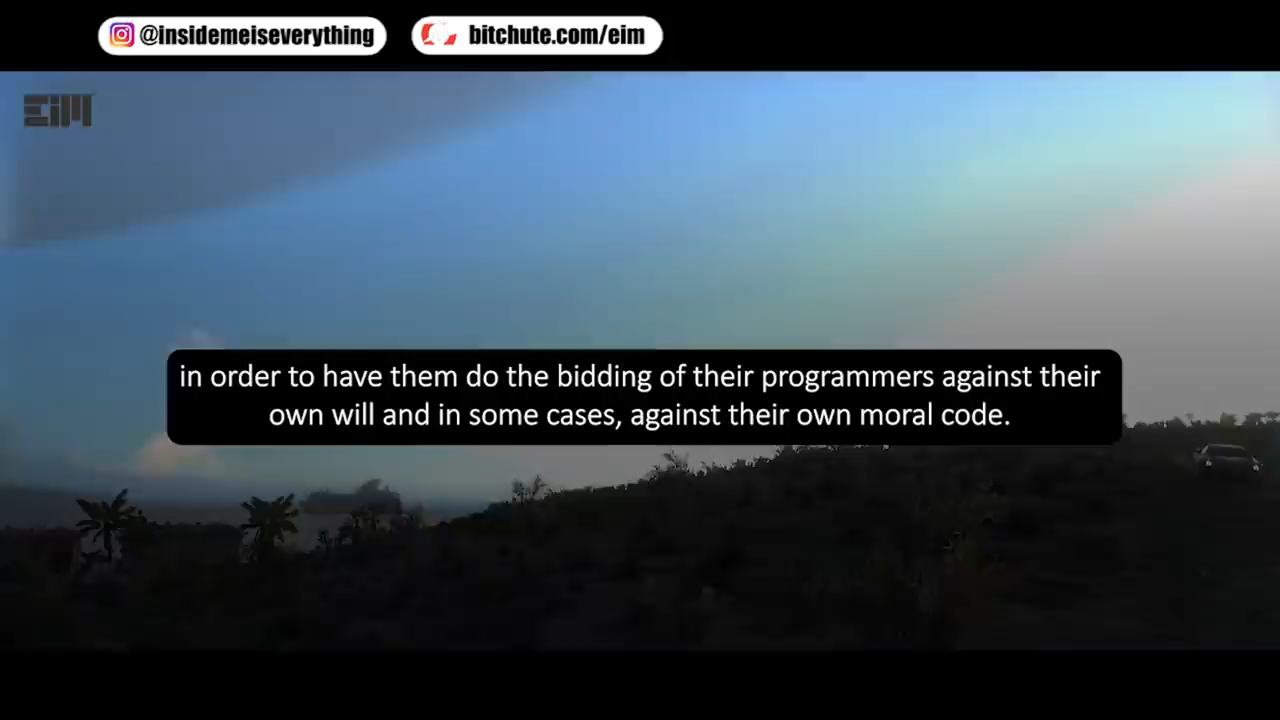 @insidemeiseverything
bitchute.com/eim
EIM
in order to have them do the bidding of their programmers against their
own will and in some cases, against their own moral code.